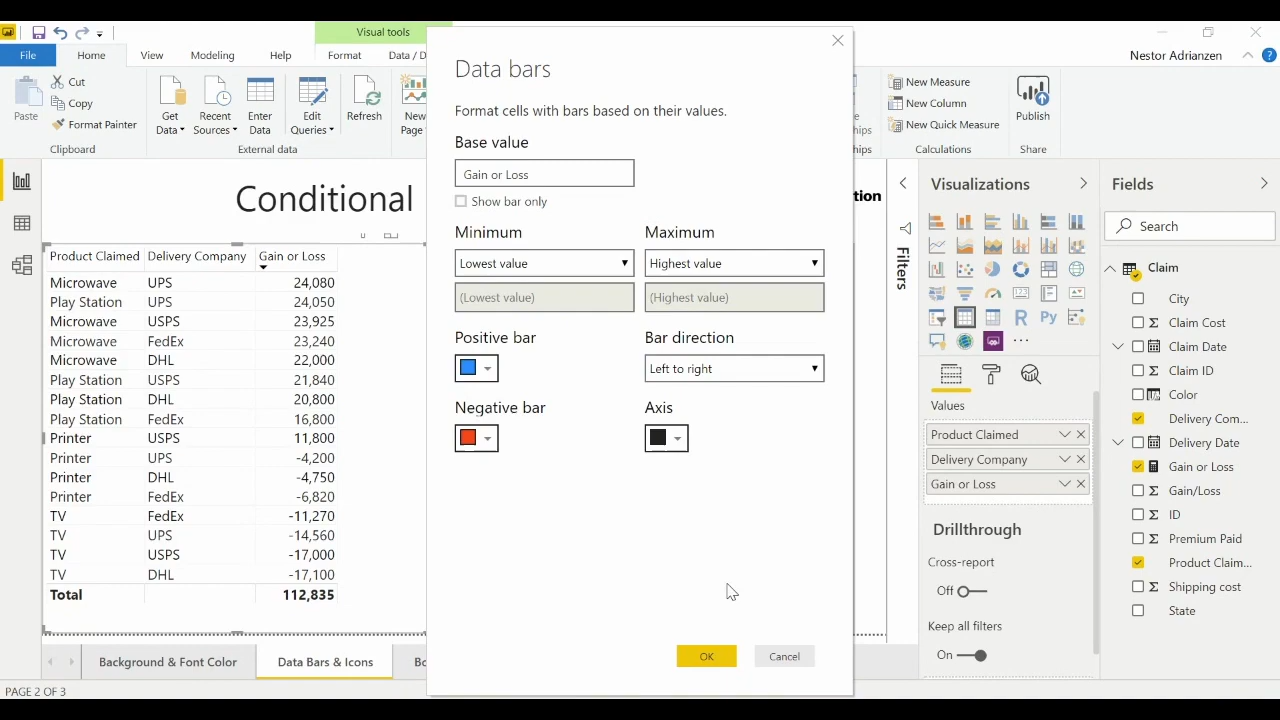 Visual tools
File Home View Modeling Help Format Data / D
Nestor Adrianzen
Cut
Copy
Format Painter
Paste
Clipboard
Get Data
Recent Sources
Enter Data
Edit Queries
Refresh
External data
New Page
New Measure
New Column
New Quick Measure
Calculations
Publish
Share
Conditional
Product Claimed Delivery Company Gain or Loss
Microwave UPS 24,080
Play Station UPS 24,050
Microwave USPS 23,925
Microwave FedEx 23,240
Microwave DHL 22,000
Play Station USPS 21,840
Play Station DHL 20,800
Play Station FedEx 16,800
Printer USPS 11,800
Printer UPS -4,200
Printer DHL -4,750
Printer FedEx -6,820
TV FedEx -11,270
TV UPS -14,560
TV USPS -17,000
TV DHL -17,100
Total 112,835
Data bars
Format cells with bars based on their values.
Base value
Gain or Loss
Show bar only
Minimum Maximum
Lowest value Highest value
(Lowest value) (Highest value)
Positive bar Bar direction
Left to right
Negative bar Axis
OK Cancel
Filters
Visualizations
R Py
Values
Product Claimed
Delivery Company
Gain or Loss
Drillthrough
Cross-report
Off
Keep all filters
On
Fields
Search
Claim
City
Claim Cost
Claim Date
Claim ID
Color
Delivery Com...
Delivery Date
Gain or Loss
Gain/Loss
ID
Premium Paid
Product Claim...
Shipping cost
State
Background & Font Color Data Bars & Icons
PAGE 2 OF 3